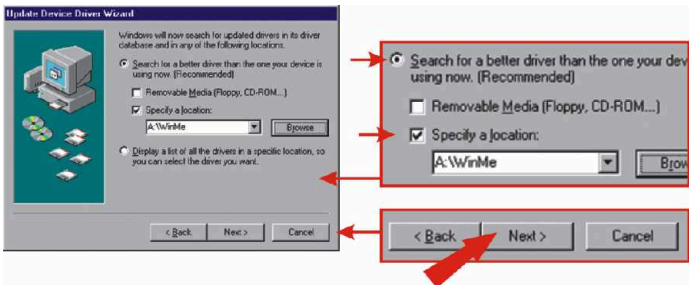 Update Device Driver Wizard
Windows will now search for updated drivers in its driver
database and in any of the following locations.
Search for a better driver than the one your device is
using now. (Recommended)
Removable Media (Floppy, CD-ROM...)
Specify a location:
A:\WinMe
Browse
Display a list of all the drivers in a specific location, so
you can select the driver you want.
< Back
Next >
Cancel
Search for a better driver than the one your dev
using now. (Recommended)
Removable Media (Floppy, CD-ROM...)
Specify a location:
A:\WinMe
Brow
< Back
Next >
Cancel